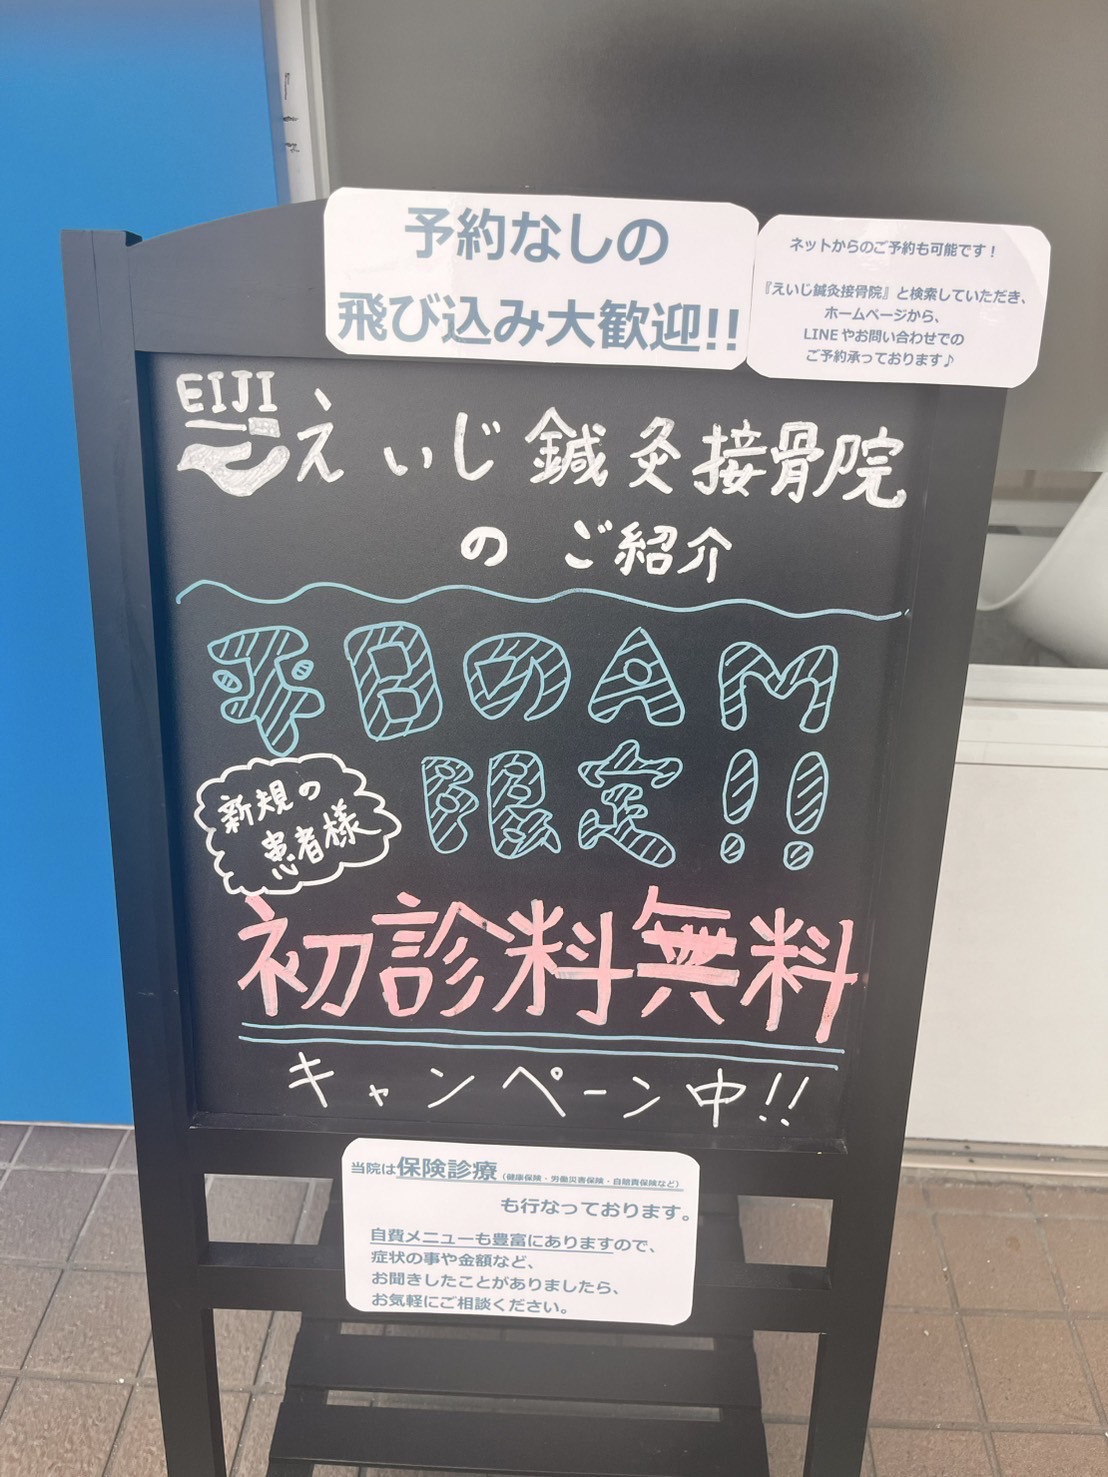 予約なしの
飛び込み大歓迎!!
ネットからのご予約も可能です！
『えいじ鍼灸接骨院』と検索していただき、
ホームページから、
LINEやお問い合わせでの
ご予約承っております♪
EIJI
えいじ鍼灸接骨院
のご紹介
平日のAM
限定!!
新規の
患者様
初診料無料
キャンペーン中!!
当院は保険診療（健康保険・労働災害保険・自賠責保険など）
も行なっております。
自費メニューも豊富にありますので、
症状の事や金額など、
お聞きしたことがありましたら、
お気軽にご相談ください。